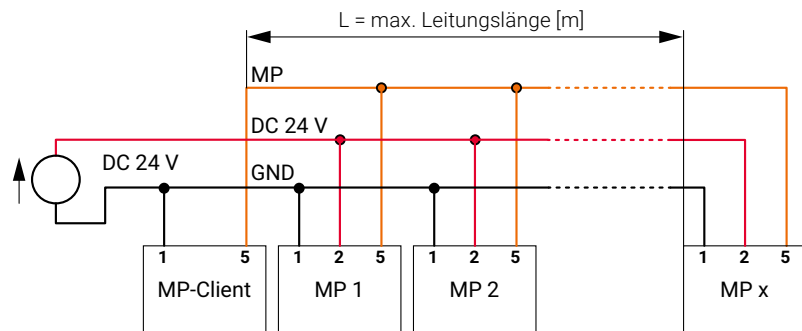 L = max. Leitungslänge [m]
MP
DC 24 V
DC 24 V
GND
1 5 1 2 5 1 2 5 1 2 5
MP-Client MP 1 MP 2 MP x